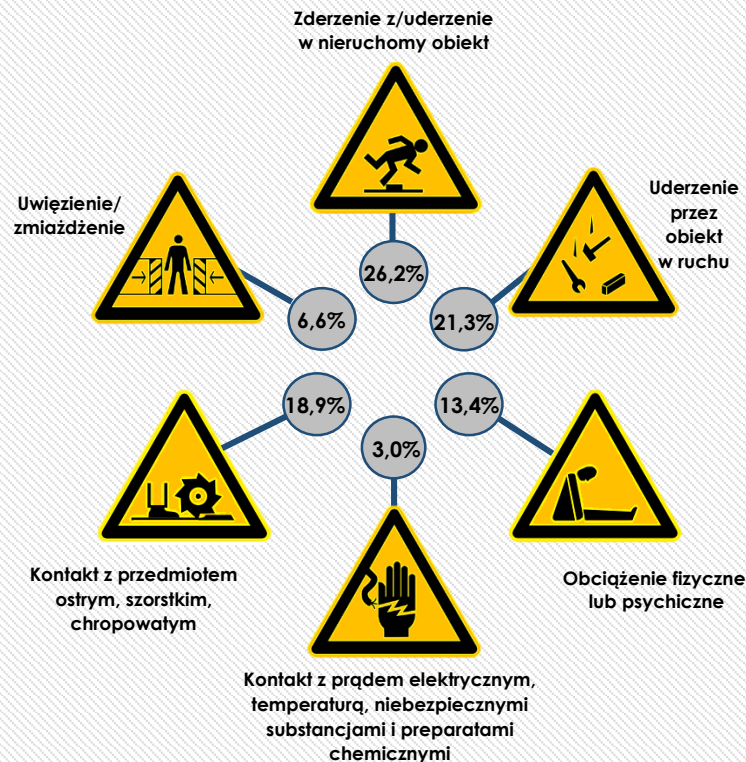 Zderzenie z/uderzenie
w nieruchomy obiekt
Uwięzienie/
zmiażdżenie
Uderzenie
przez
obiekt
w ruchu
26,2%
6,6%
21,3%
18,9%
13,4%
3,0%
Kontakt z przedmiotem
ostrym, szorstkim,
chropowatym
Obciążenie fizyczne
lub psychiczne
Kontakt z prądem elektrycznym,
temperaturą, niebezpiecznymi
substancjami i preparatami
chemicznymi